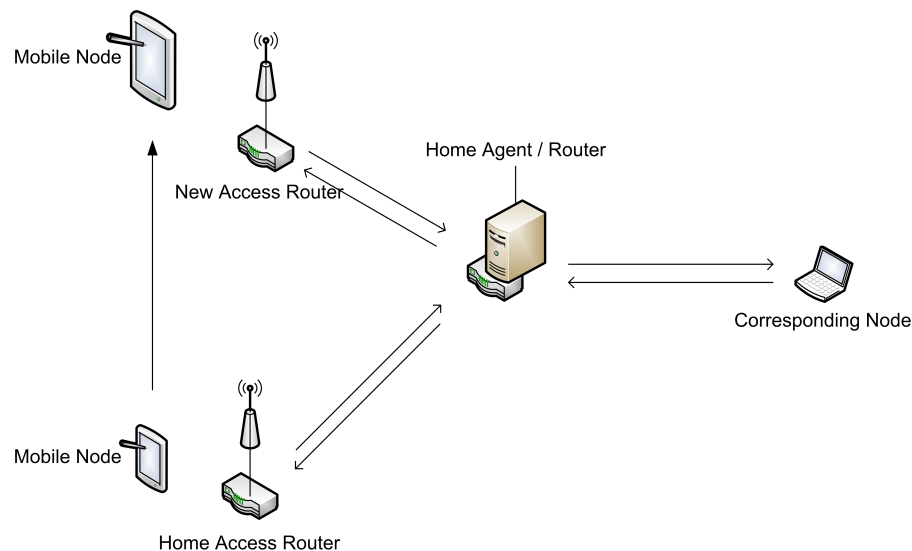 Mobile Node
New Access Router
Home Agent / Router
Corresponding Node
Mobile Node
Home Access Router